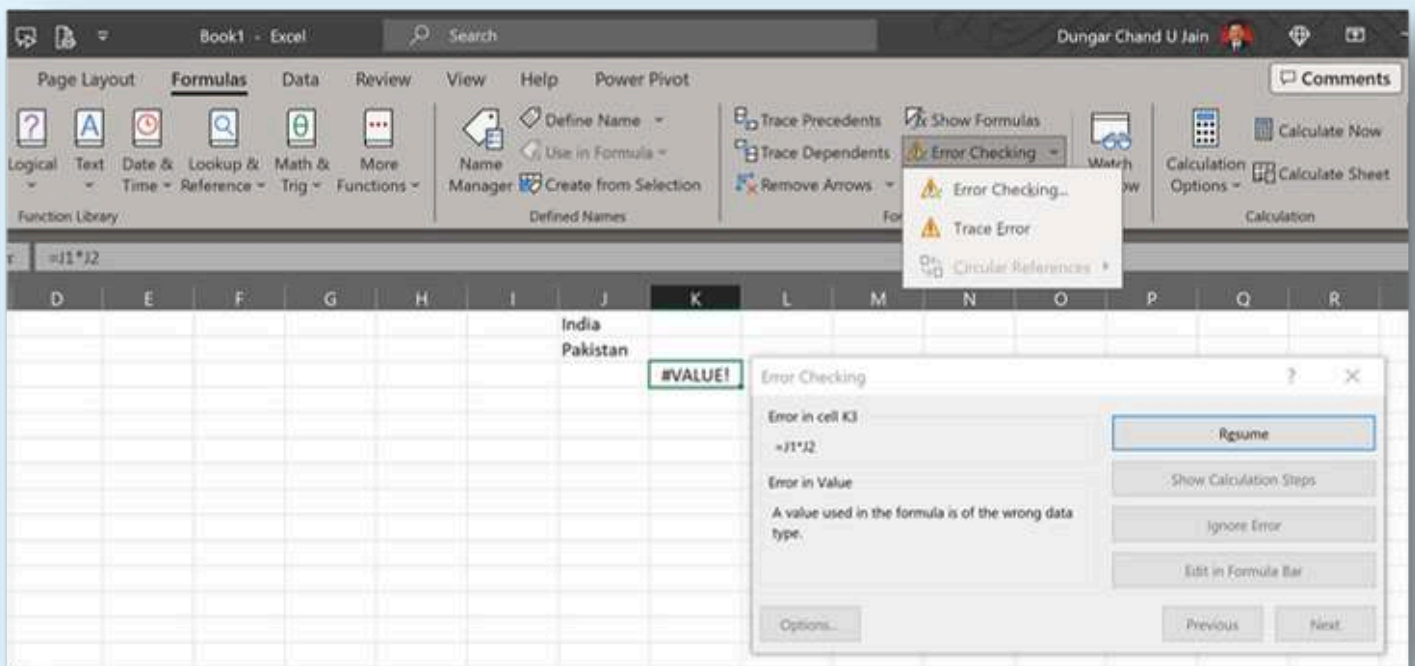 Book1 - Excel
Search
Dungar Chand U Jain
Page Layout Formulas Data Review View Help Power Pivot
Comments
Logical Text Date & Time Lookup & Reference Math & Trig More Functions
Function Library
Name Manager
Define Name
Use in Formula
Create from Selection
Defined Names
Trace Precedents
Trace Dependents
Remove Arrows
Show Formulas
Error Checking
Watch
Calculation Options
Calculate Now
Calculate Sheet
Calculation
Error Checking...
Trace Error
Circular References
=J1*J2
D E F G H I J K L M N O P Q R
India
Pakistan
#VALUE!
Error Checking
? 
Error in cell K3
=J1*J2
Error in Value
A value used in the formula is of the wrong data
type.
Resume
Show Calculation Steps
Ignore Error
Edit in Formula Bar
Options...
Previous Next